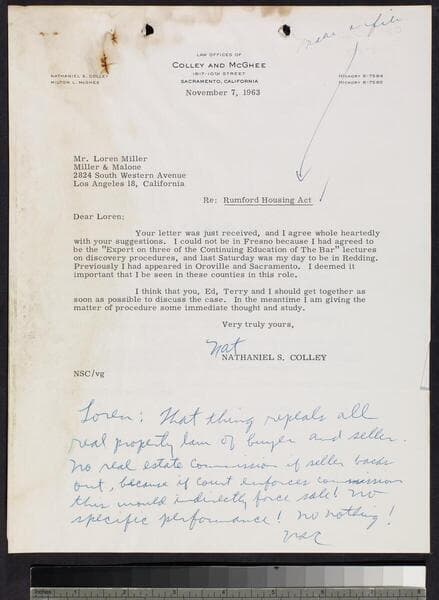 make a file
LAW OFFICES OF
COLLEY AND MCGHEE
1617-10TH STREET
SACRAMENTO, CALIFORNIA
NATHANIEL S. COLLEY
MILTON L. MCGHEE
HICKORY 6-7584
HICKORY 6-7585
November 7, 1963
Mr. Loren Miller
Miller & Malone
2824 South Western Avenue
Los Angeles 18, California
Re: Rumford Housing Act
Dear Loren:
Your letter was just received, and I agree whole heartedly
with your suggestions. I could not be in Fresno because I had agreed to
be the "Expert on three of the Continuing Education of The Bar" lectures
on discovery procedures, and last Saturday was my day to be in Redding.
Previously I had appeared in Oroville and Sacramento. I deemed it
important that I be seen in these counties in this role.
I think that you, Ed, Terry and I should get together as
soon as possible to discuss the case. In the meantime I am giving the
matter of procedure some immediate thought and study.
Very truly yours,
Nat
NATHANIEL S. COLLEY
NSC/vg
Loren: That thing repeals all
real property law of buyer and seller.
No real estate commission if seller backs
out, because if court enforces commission
this would indirectly force sale! No
specific performance! No nothing!
NSC